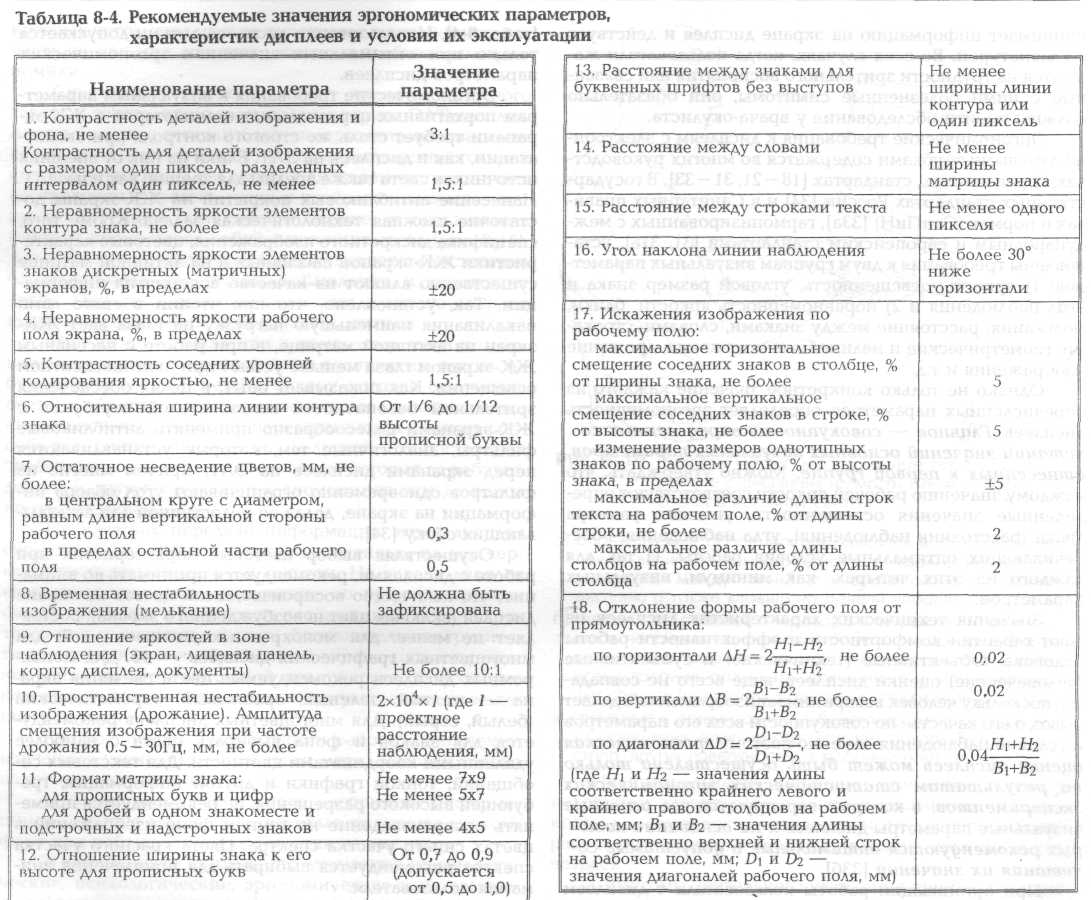 Таблица 8-4. Рекомендуемые значения эргономических параметров,
характеристик дисплеев и условия их эксплуатации
Наименование параметра
Значение
параметра
1. Контрастность деталей изображения и
фона, не менее
3:1
Контрастность для деталей изображения
с размером один пиксель, разделенных
интервалом один пиксель, не менее
1,5:1
2. Неравномерность яркости элементов
контура знака, не более
1,5:1
3. Неравномерность яркости элементов
знаков дискретных (матричных)
экранов, %, в пределах
±20
4. Неравномерность яркости рабочего
поля экрана, %, в пределах
±20
5. Контрастность соседних уровней
кодирования яркостью, не менее
1,5:1
6. Относительная ширина линии контура
знака
От 1/6 до 1/12
высоты
прописной буквы
7. Остаточное несведение цветов, мм, не
более:
в центральном круге с диаметрам,
равным длине вертикальной стороны
рабочего поля
0,3
в пределах остальной части рабочего
поля
0,5
8. Временная нестабильность
изображения (мелькание)
Не должна быть
зафиксирована
9. Отношение яркостей в зоне
наблюдения (экран, лицевая панель,
корпус дисплея, документы)
Не более 10:1
10. Пространственная нестабильность
изображения (дрожание). Амплитуда
смещения изображения при частоте
дрожания 0.5 – 30Гц, мм, не более
2×10⁴×l (где l —
проектное
расстояние
наблюдения, мм)
11. Формат матрицы знака:
для прописных букв и цифр
для дробей в одном знакоместе и
подстрочных и надстрочных знаков
Не менее 7x9
Не менее 5x7
Не менее 4x5
12. Отношение ширины знака к его
высоте для прописных букв
От 0,7 до 0,9
(допускается
от 0,5 до 1,0)
13. Расстояние между знаками для
буквенных шрифтов без выступов
Не менее
ширины линии
контура или
один пиксель
14. Расстояние между словами
Не менее
ширины
матрицы знака
15. Расстояние между строками текста
Не менее одного
пикселя
16. Угол наклона линии наблюдения
Не более 30°
ниже
горизонтали
17. Искажения изображения по
рабочему полю:
максимальное горизонтальное
смещение соседних знаков в столбце, %
от ширины знака, не более
5
максимальное вертикальное
смещение соседних знаков в строке, %
от высоты знака, не более
5
изменение размеров однотипных
знаков по рабочему полю, % от высоты
знака, в пределах
±5
максимальное различие длины строк
текста на рабочем поле, % от длины
строки, не более
2
максимальное различие длины
столбцов на рабочем поле, % от длины
столбца
2
18. Отклонение формы рабочего поля от
прямоугольника:
по горизонтали ΔH = 2 (H₁–H₂)/(H₁+H₂), не более
0,02
по вертикали ΔB = 2 (B₁–B₂)/(B₁+B₂), не более
0,02
по диагонали ΔD = 2 (D₁–D₂)/(D₁+D₂), не более
0,04 (H₁+H₂)/(B₁+B₂)
(где H₁ и H₂ — значения длины
соответственно крайнего левого и
крайнего правого столбцов на рабочем
поле, мм; B₁ и B₂ — значения длины
соответственно верхней и нижней строк
на рабочем поле, мм; D₁ и D₂ —
значения диагоналей рабочего поля, мм)